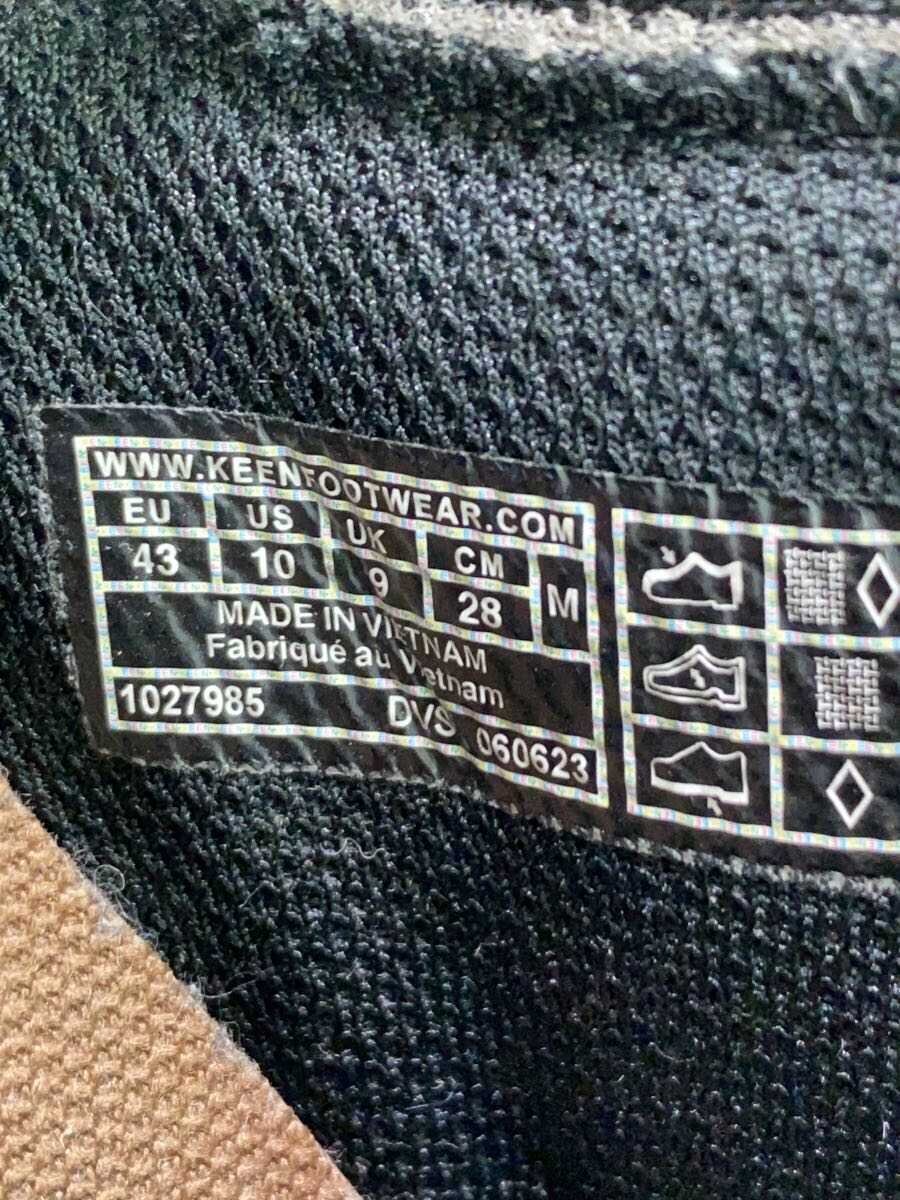 WWW.KEENFOOTWEAR.COM
EU US UK CM M
43 10 9 28
MADE IN VIETNAM
Fabriqué au Vietnam
1027985 DVS 060623